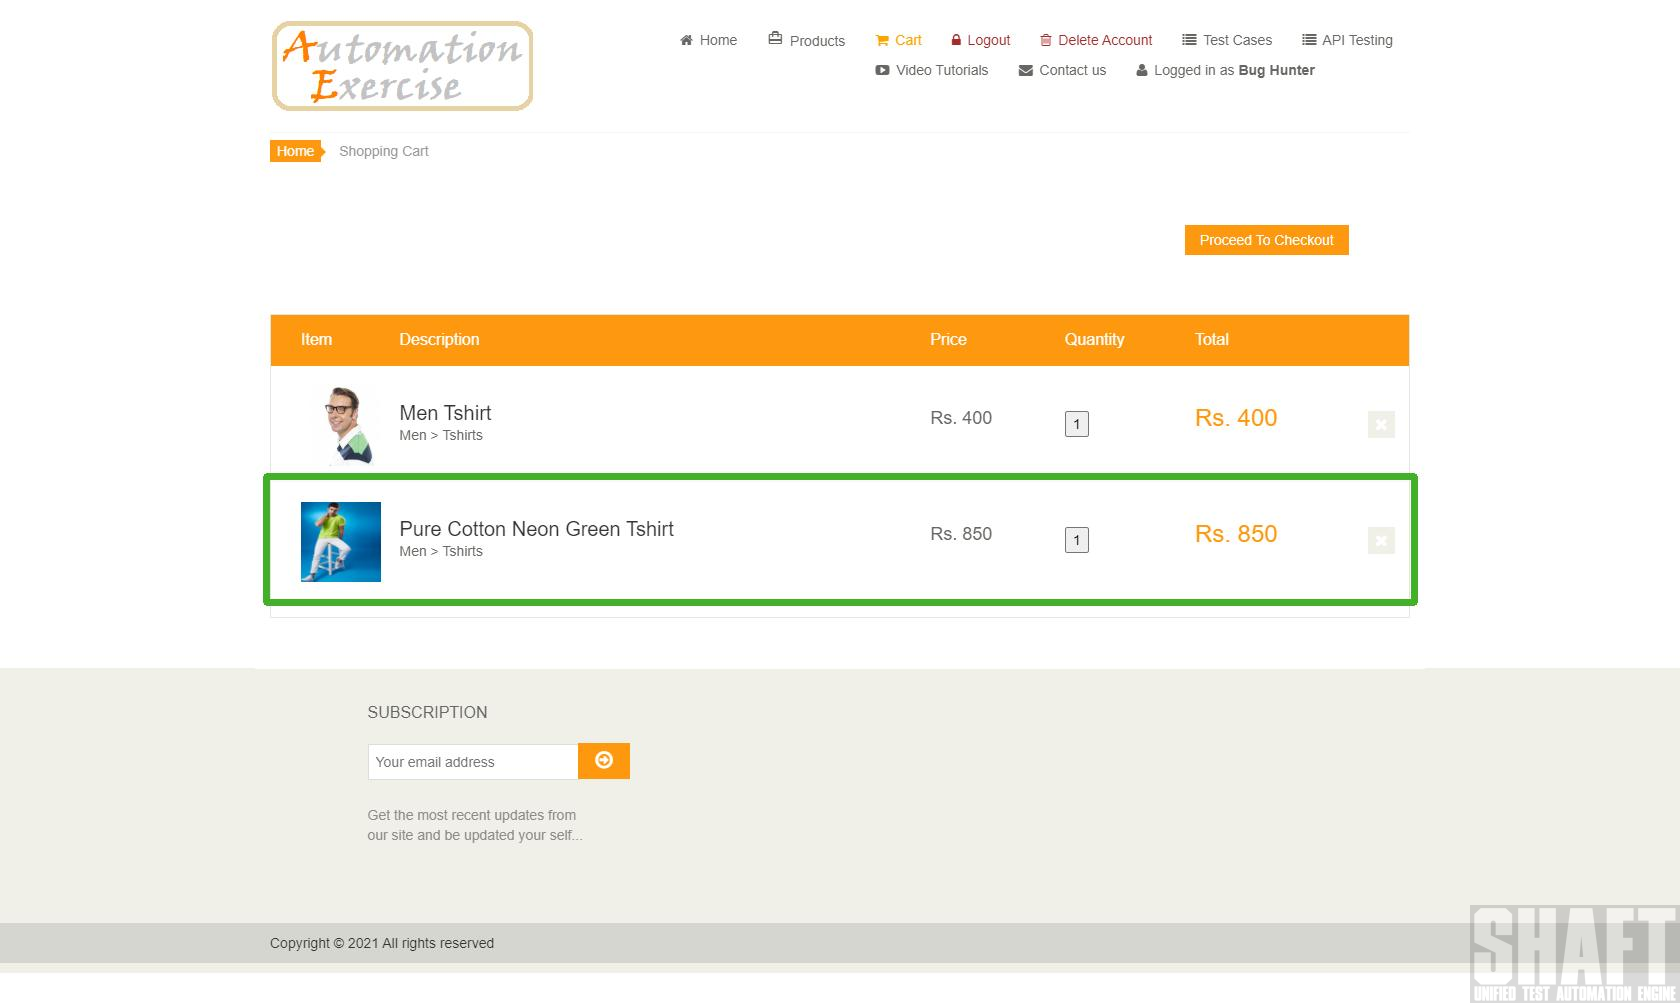 Automation
Exercise
Home
Products
Cart
Logout
Delete Account
Test Cases
API Testing
Video Tutorials
Contact us
Logged in as Bug Hunter
Home
Shopping Cart
Proceed To Checkout
Item Description Price Quantity Total
Men Tshirt
Men > Tshirts
Rs. 400
1
Rs. 400
Pure Cotton Neon Green Tshirt
Men > Tshirts
Rs. 850
1
Rs. 850
SUBSCRIPTION
Your email address
Get the most recent updates from
our site and be updated your self...
Copyright © 2021 All rights reserved
SHAFT
UNIFIED TEST AUTOMATION ENGINE